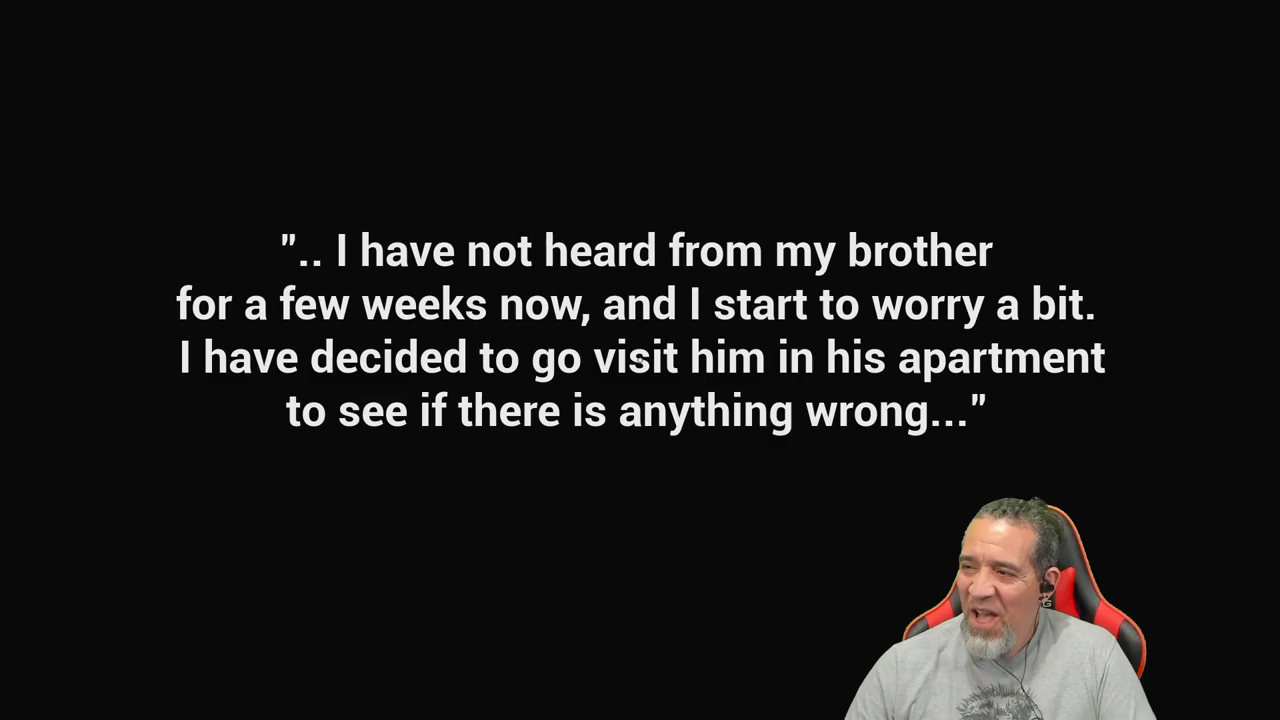 ".. I have not heard from my brother
for a few weeks now, and I start to worry a bit.
I have decided to go visit him in his apartment
to see if there is anything wrong..."